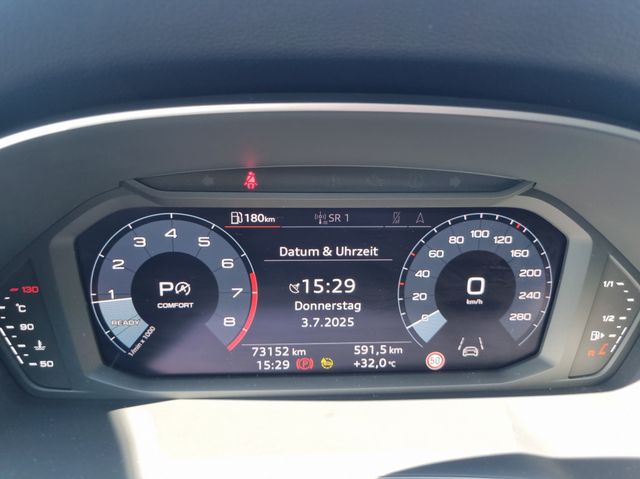 180km SR 1
Datum & Uhrzeit
15:29
Donnerstag
3.7.2025
73152 km 591,5 km
15:29 +32,0°C
1 2 3 4 5 6 7 8
P A
COMFORT
READY
1/min x 1000
0 20 40 60 80 100 120 160 200 240 280
0
km/h
50
130
°C
90
50
1/1
1/2
R